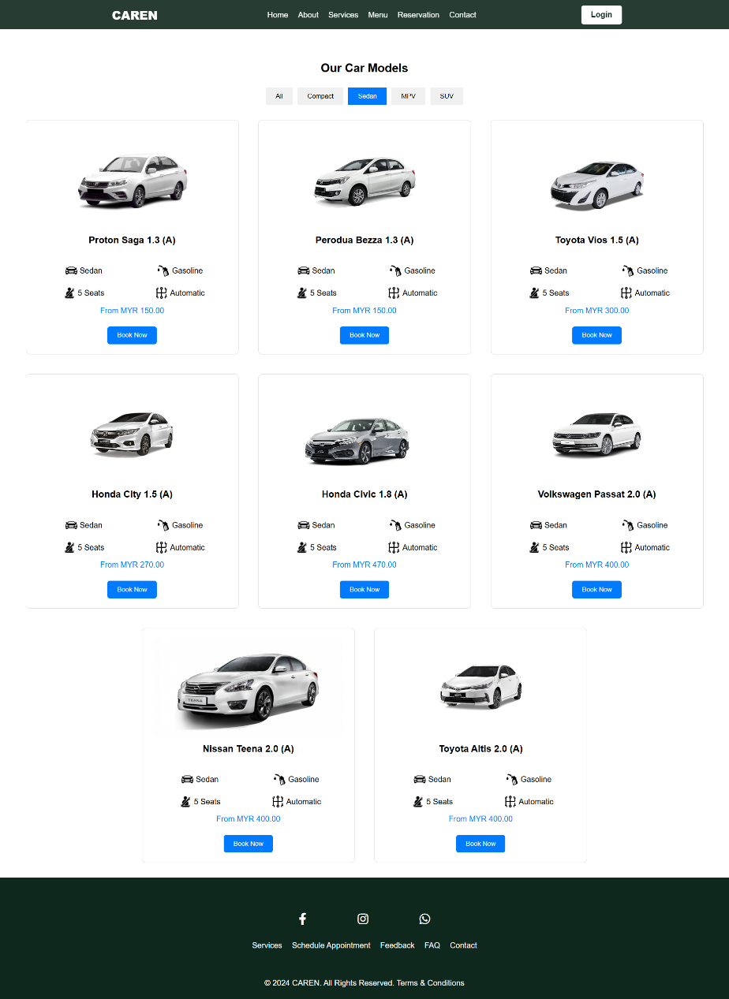 CAREN Home About Services Menu Reservation Contact Login
Our Car Models
All Compact Sedan MPV SUV
Proton Saga 1.3 (A)
Sedan Gasoline
5 Seats Automatic
From MYR 150.00
Book Now
Perodua Bezza 1.3 (A)
Sedan Gasoline
5 Seats Automatic
From MYR 150.00
Book Now
Toyota Vios 1.5 (A)
Sedan Gasoline
5 Seats Automatic
From MYR 300.00
Book Now
Honda City 1.5 (A)
Sedan Gasoline
5 Seats Automatic
From MYR 270.00
Book Now
Honda Civic 1.8 (A)
Sedan Gasoline
5 Seats Automatic
From MYR 470.00
Book Now
Volkswagen Passat 2.0 (A)
Sedan Gasoline
5 Seats Automatic
From MYR 400.00
Book Now
TEANA
Nissan Teena 2.0 (A)
Sedan Gasoline
5 Seats Automatic
From MYR 400.00
Book Now
Toyota Altis 2.0 (A)
Sedan Gasoline
5 Seats Automatic
From MYR 400.00
Book Now
Services Schedule Appointment Feedback FAQ Contact
© 2024 CAREN. All Rights Reserved. Terms & Conditions